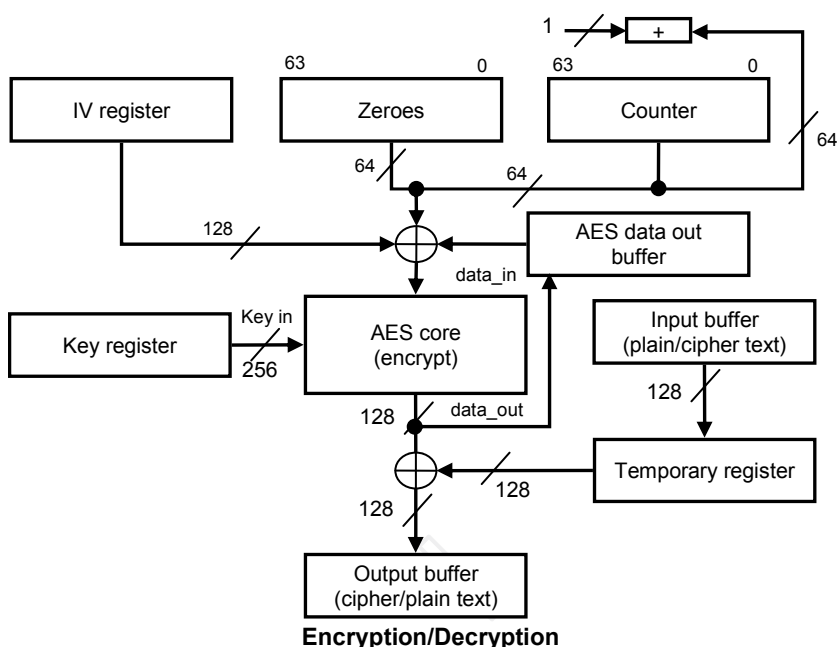 1
+
63
0
63
0
IV register
Zeroes
Counter
64
64
64
128
AES data out
buffer
data_in
Key in
Key register
256
AES core
(encrypt)
Input buffer
(plain/cipher text)
128
128
data_out
Temporary register
128
128
Output buffer
(cipher/plain text)
Encryption/Decryption